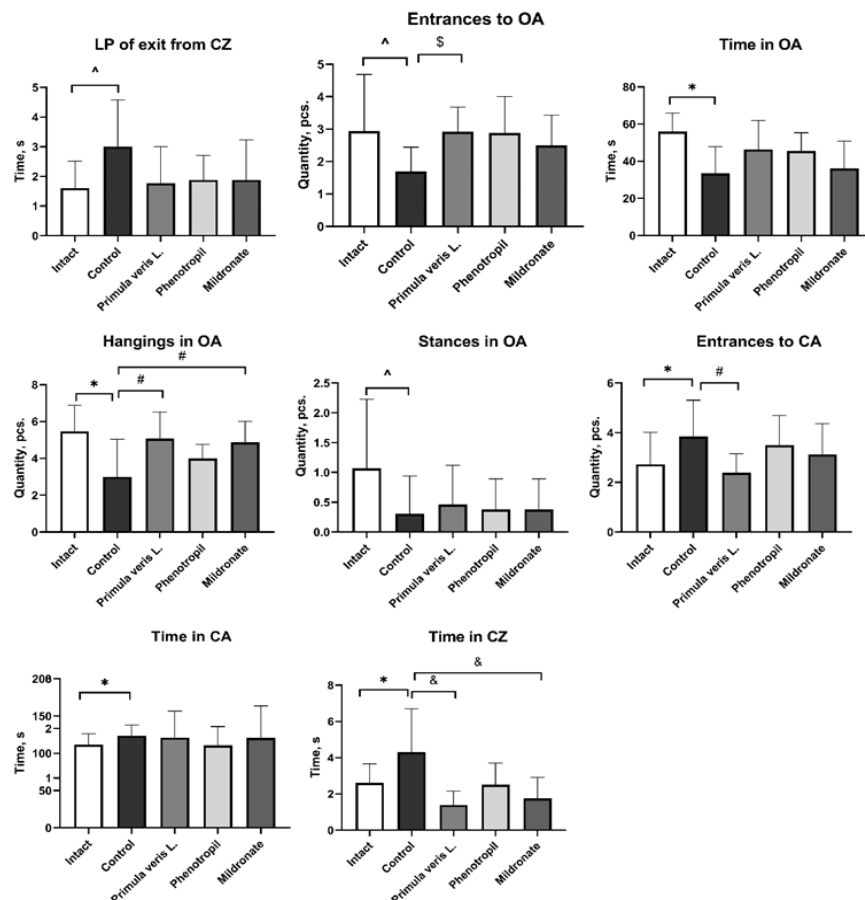 LP of exit from CZ
Time, s
5
4
3
2
1
0
^
Intact
Control
Primula veris L.
Phenotropil
Mildronate
Entrances to OA
Quantity, pcs.
5
4
3
2
1
0
^
$
Intact
Control
Primula veris L.
Phenotropil
Mildronate
Time in OA
Time, s
80
60
40
20
0
*
Intact
Control
Primula veris L.
Phenotropil
Mildronate
Hangings in OA
Quantity, pcs.
8
6
4
2
0
*
#
#
Intact
Control
Primula veris L.
Phenotropil
Mildronate
Stances in OA
Quantity, pcs.
2.5
2.0
1.5
1.0
0.5
0.0
^
Intact
Control
Primula veris L.
Phenotropil
Mildronate
Entrances to CA
Quantity, pcs.
6
4
2
0
*
#
Intact
Control
Primula veris L.
Phenotropil
Mildronate
Time in CA
Time, s
150
2
100
1
50
0
*
Intact
Control
Primula veris L.
Phenotropil
Mildronate
Time in CZ
Time, s
8
6
4
2
0
*
&
&
Intact
Control
Primula veris L.
Phenotropil
Mildronate